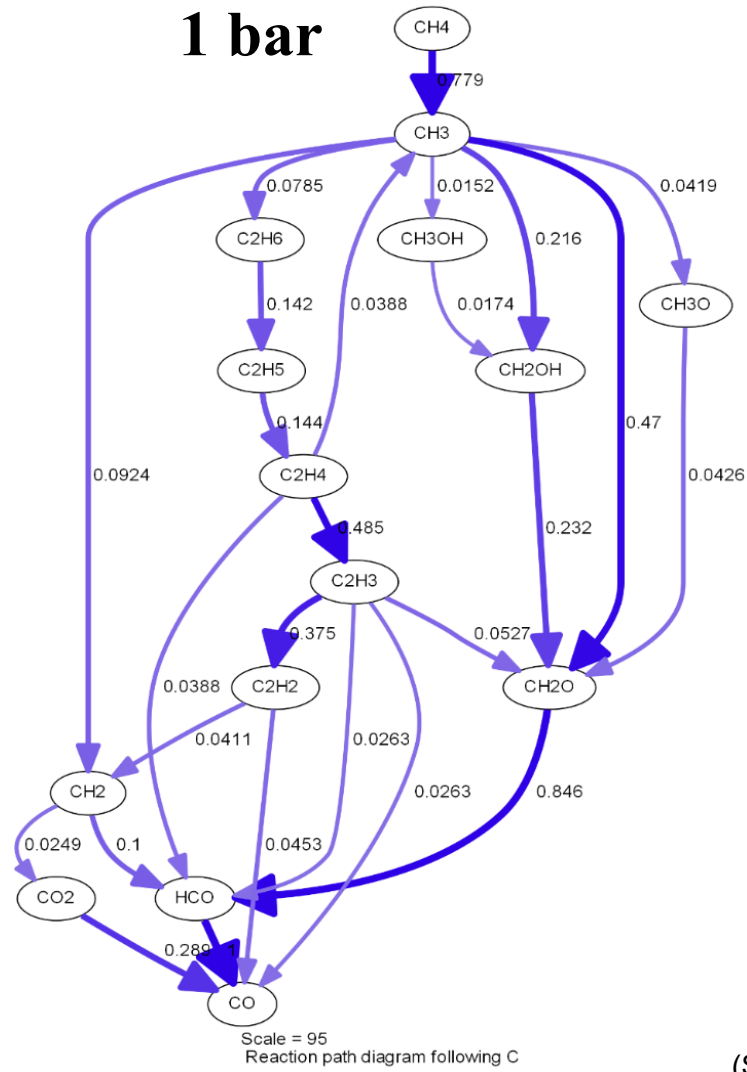 1 bar
CH4
0.779
CH3
0.0785
0.0152
0.0419
C2H6
CH3OH
0.216
0.142
0.0388
0.0174
CH3O
C2H5
CH2OH
0.144
0.47
C2H4
0.0924
0.0426
0.485
0.232
C2H3
0.375
0.0527
C2H2
0.0388
CH2O
0.0411
0.0263
CH2
0.0263
0.846
0.0249
0.1
0.0453
CO2
HCO
0.289
1
CO
Scale = 95
Reaction path diagram following C
(S